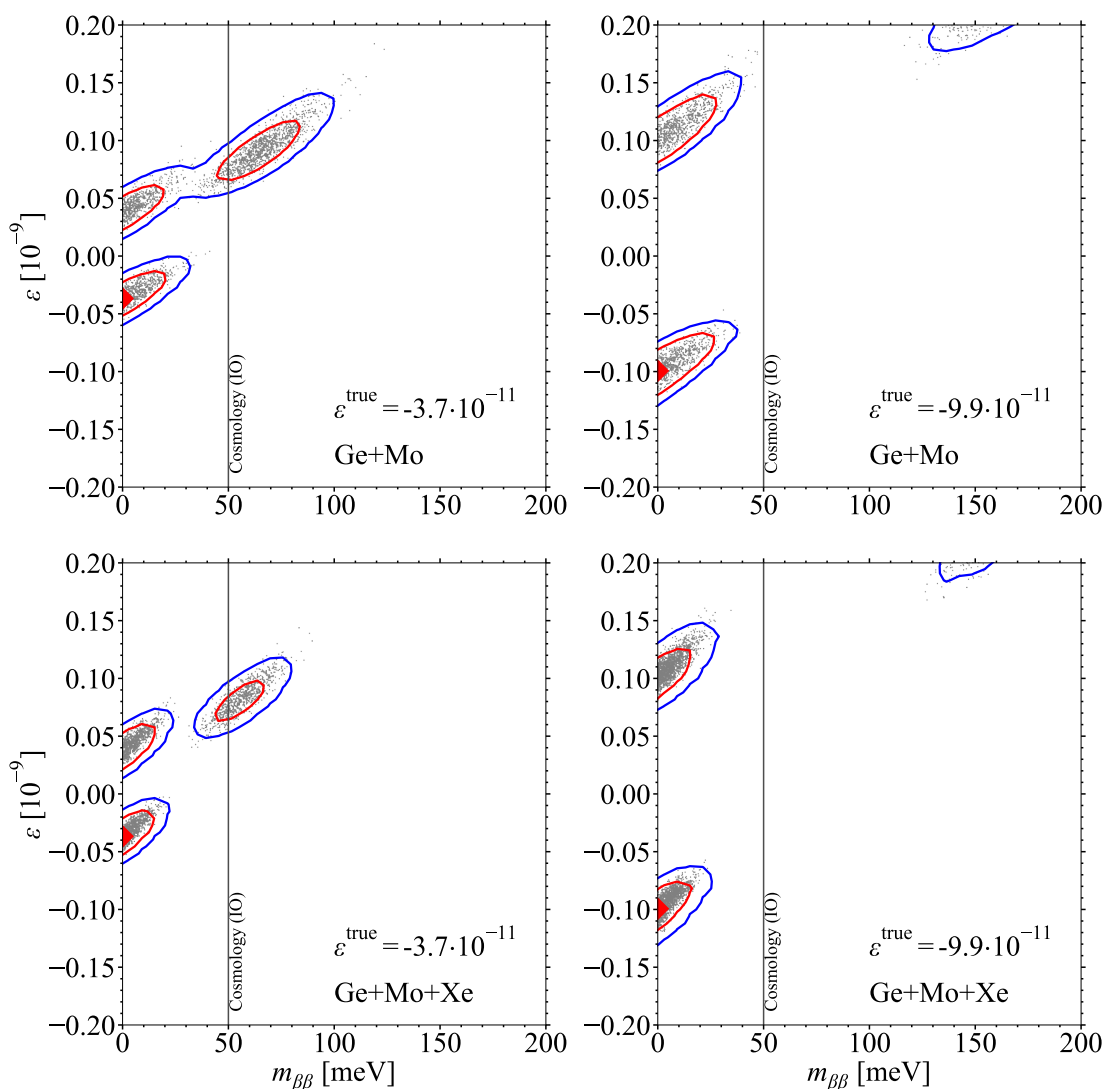 0.20
0.15
0.10
0.05
0.00
−0.05
−0.10
−0.15
−0.20
ε [10⁻⁹]
0 50 100 150 200
Cosmology (IO)
εᵗʳᵘᵉ = -3.7·10⁻¹¹
Ge+Mo
0.20
0.15
0.10
0.05
0.00
−0.05
−0.10
−0.15
−0.20
0 50 100 150 200
Cosmology (IO)
εᵗʳᵘᵉ = -9.9·10⁻¹¹
Ge+Mo
0.20
0.15
0.10
0.05
0.00
−0.05
−0.10
−0.15
−0.20
ε [10⁻⁹]
0 50 100 150 200
Cosmology (IO)
εᵗʳᵘᵉ = -3.7·10⁻¹¹
Ge+Mo+Xe
m_ββ [meV]
0.20
0.15
0.10
0.05
0.00
−0.05
−0.10
−0.15
−0.20
0 50 100 150 200
Cosmology (IO)
εᵗʳᵘᵉ = -9.9·10⁻¹¹
Ge+Mo+Xe
m_ββ [meV]